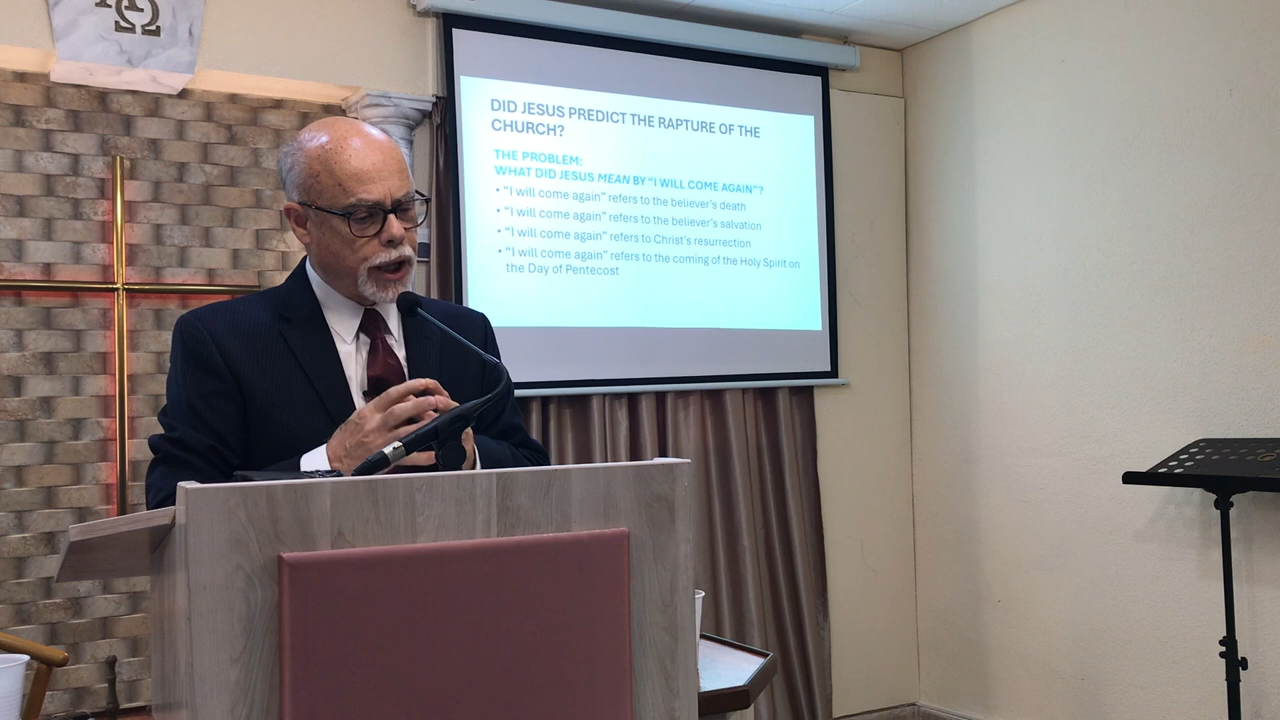 ΑΩ
DID JESUS PREDICT THE RAPTURE OF THE
CHURCH?
THE PROBLEM:
WHAT DID JESUS MEAN BY “I WILL COME AGAIN”?
• “I will come again” refers to the believer’s death
• “I will come again” refers to the believer’s salvation
• “I will come again” refers to Christ’s resurrection
• “I will come again” refers to the coming of the Holy Spirit on
the Day of Pentecost